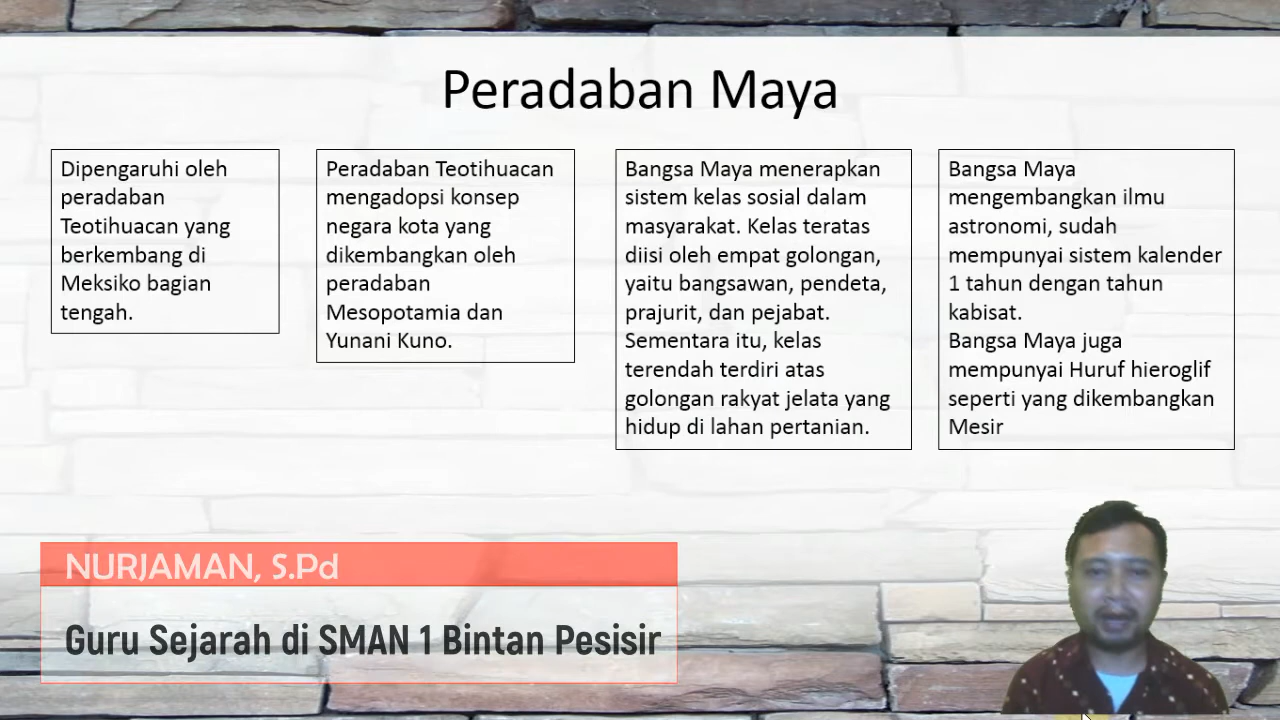 Peradaban Maya
Dipengaruhi oleh
peradaban
Teotihuacan yang
berkembang di
Meksiko bagian
tengah.
Peradaban Teotihuacan
mengadopsi konsep
negara kota yang
dikembangkan oleh
peradaban
Mesopotamia dan
Yunani Kuno.
Bangsa Maya menerapkan
sistem kelas sosial dalam
masyarakat. Kelas teratas
diisi oleh empat golongan,
yaitu bangsawan, pendeta,
prajurit, dan pejabat.
Sementara itu, kelas
terendah terdiri atas
golongan rakyat jelata yang
hidup di lahan pertanian.
Bangsa Maya
mengembangkan ilmu
astronomi, sudah
mempunyai sistem kalender
1 tahun dengan tahun
kabisat.
Bangsa Maya juga
mempunyai Huruf hieroglif
seperti yang dikembangkan
Mesir
NURJAMAN, S.Pd
Guru Sejarah di SMAN 1 Bintan Pesisir